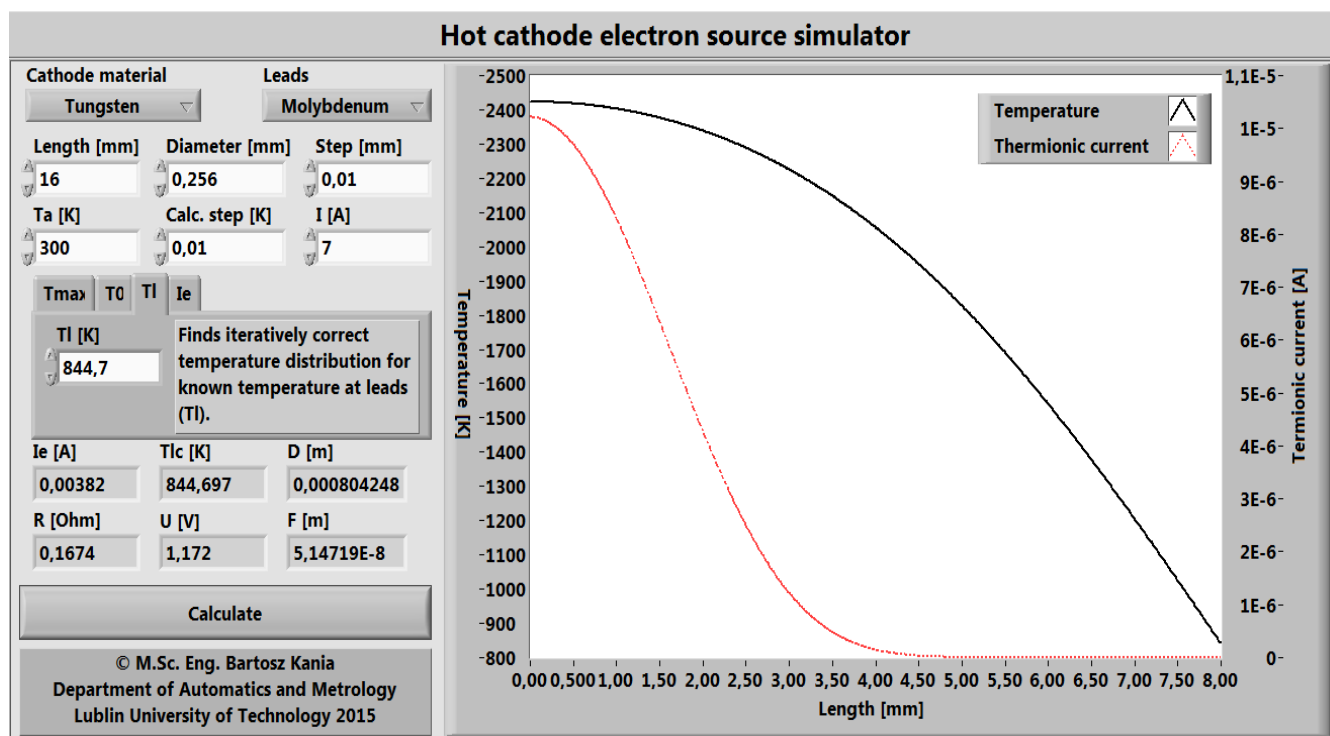 Hot cathode electron source simulator
Cathode material
Leads
Tungsten
Molybdenum
Length [mm]
Diameter [mm]
Step [mm]
16
0,256
0,01
Ta [K]
Calc. step [K]
I [A]
300
0,01
7
Tmax
T0
Tl
Ie
Tl [K]
844,7
Finds iteratively correct
temperature distribution for
known temperature at leads
(Tl).
Ie [A]
Tlc [K]
D [m]
0,00382
844,697
0,000804248
R [Ohm]
U [V]
F [m]
0,1674
1,172
5,14719E-8
Calculate
© M.Sc. Eng. Bartosz Kania
Department of Automatics and Metrology
Lublin University of Technology 2015
Temperature [K]
2500
2400
2300
2200
2100
2000
1900
1800
1700
1600
1500
1400
1300
1200
1100
1000
900
800
Temperature
Thermionic current
1,1E-5
1E-5
9E-6
8E-6
7E-6
6E-6
5E-6
4E-6
3E-6
2E-6
1E-6
0
Termionic current [A]
0,00 0,500 1,00 1,50 2,00 2,50 3,00 3,50 4,00 4,50 5,00 5,50 6,00 6,50 7,00 7,50 8,00
Length [mm]